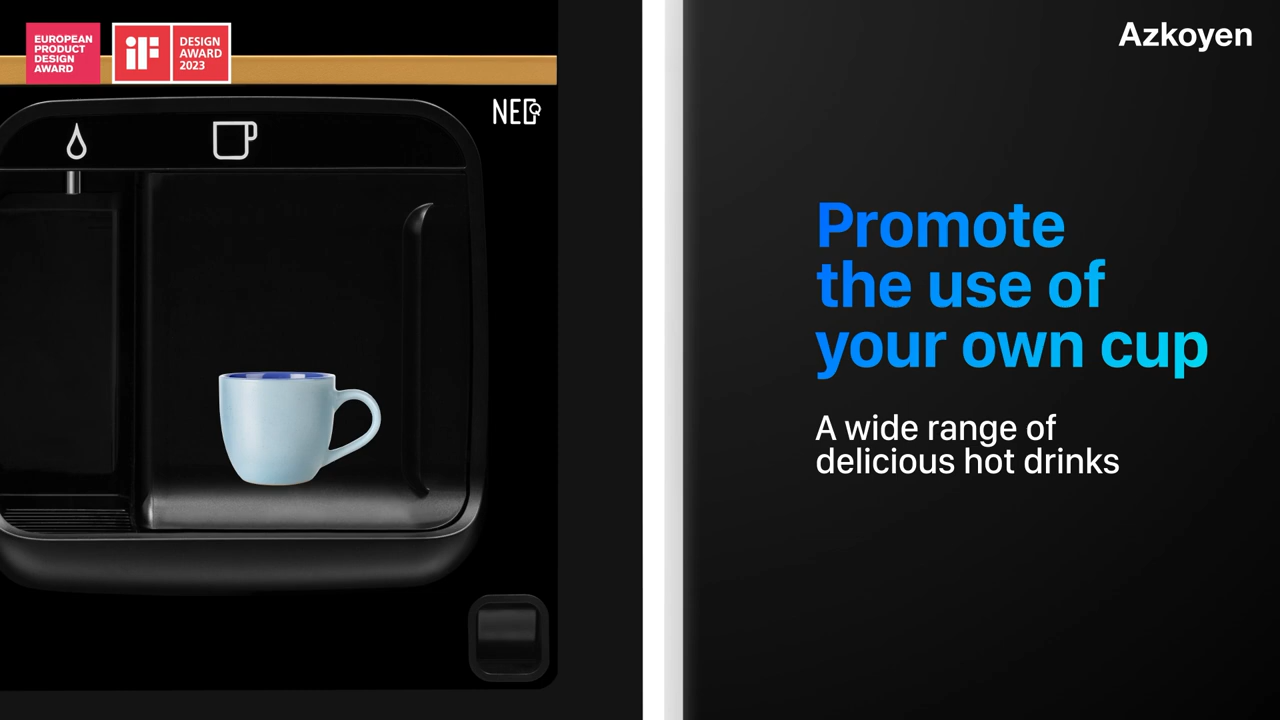 EUROPEAN
PRODUCT
DESIGN
AWARD
iF
DESIGN
AWARD
2023
Azkoyen
Promote
the use of
your own cup
A wide range of
delicious hot drinks